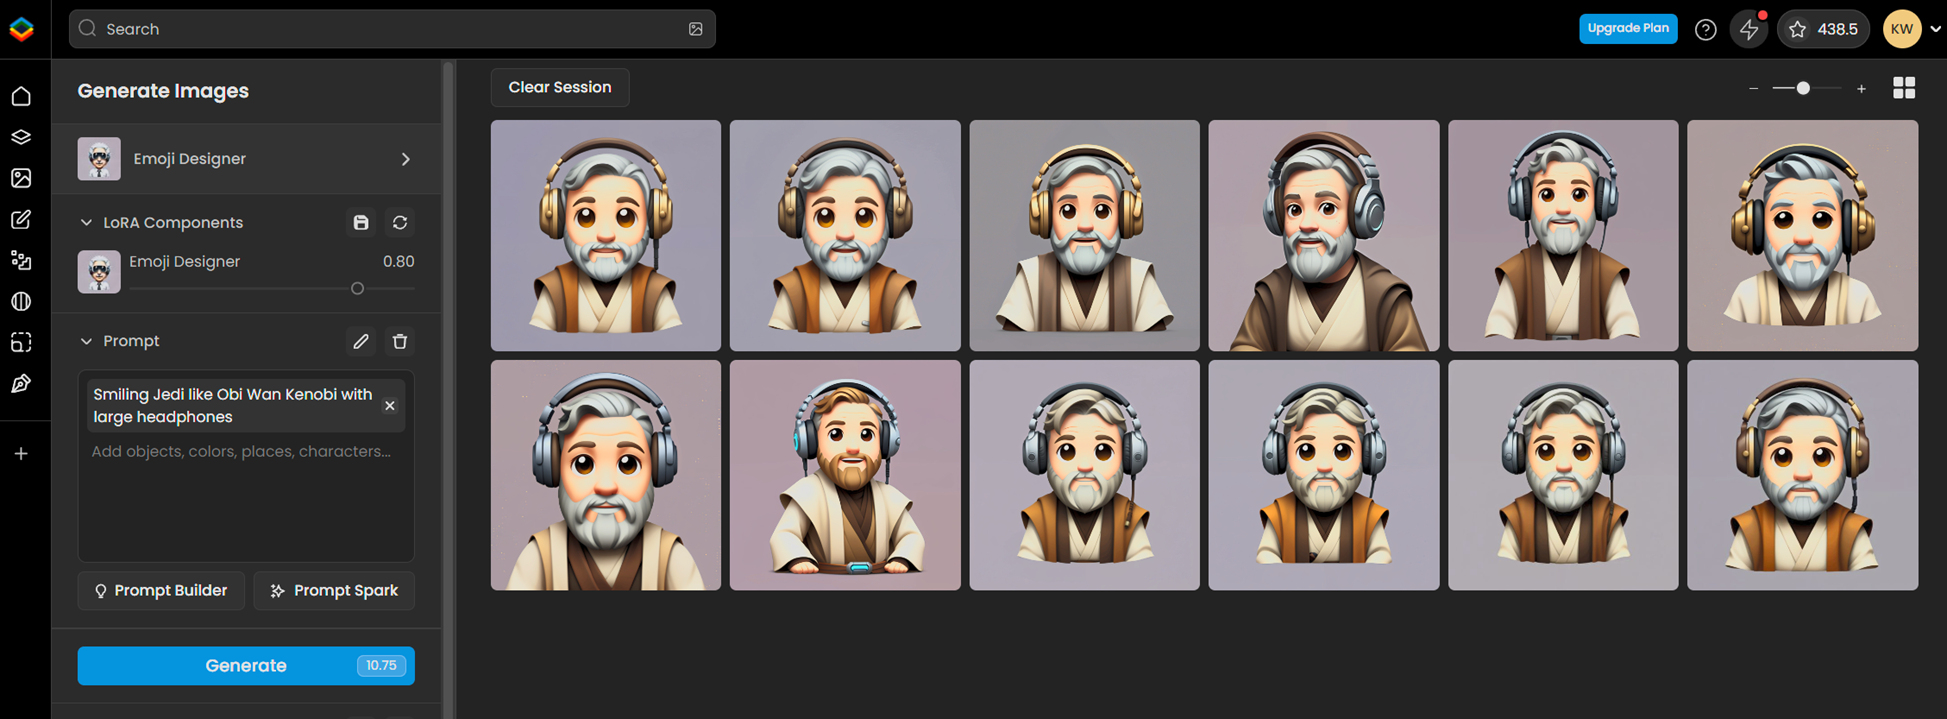 Search
Upgrade Plan
438.5
KW
Generate Images
Emoji Designer
LoRA Components
Emoji Designer 0.80
Prompt
Smiling Jedi like Obi Wan Kenobi with
large headphones
Add objects, colors, places, characters...
Prompt Builder
Prompt Spark
Generate 10.75
Clear Session